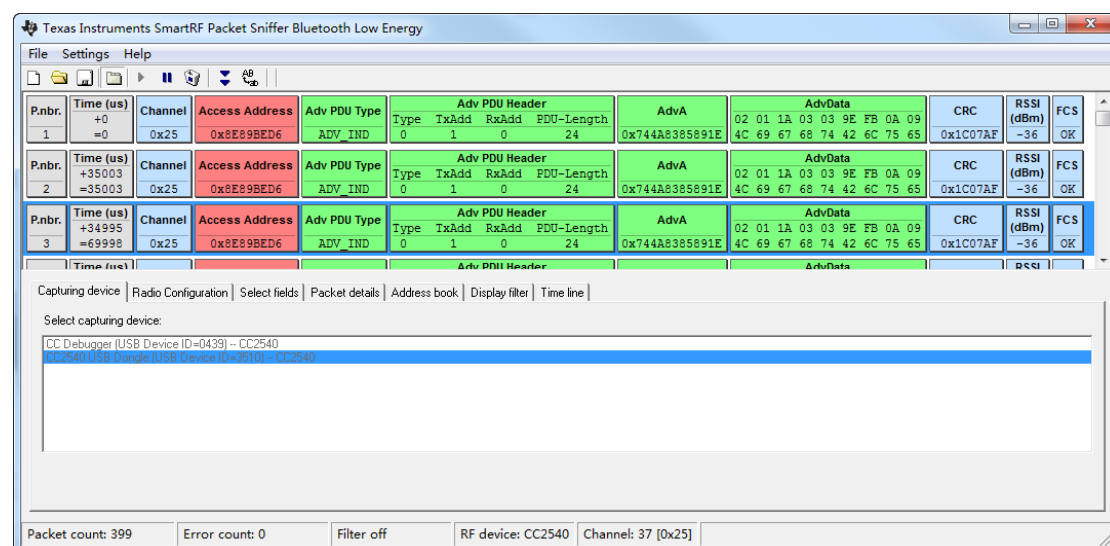 Texas Instruments SmartRF Packet Sniffer Bluetooth Low Energy
File Settings Help
P.nbr. Time (us) Channel Access Address Adv PDU Type Adv PDU Header AdvA AdvData CRC RSSI (dBm) FCS
+0 Type TxAdd RxAdd PDU-Length 02 01 1A 03 03 9E FB 0A 09
1 =0 0x25 0x8E89BED6 ADV_IND 0 1 0 24 0x744A8385891E 4C 69 67 68 74 42 6C 75 65 0x1C07AF -36 OK
P.nbr. Time (us) Channel Access Address Adv PDU Type Adv PDU Header AdvA AdvData CRC RSSI (dBm) FCS
+35003 Type TxAdd RxAdd PDU-Length 02 01 1A 03 03 9E FB 0A 09
2 =35003 0x25 0x8E89BED6 ADV_IND 0 1 0 24 0x744A8385891E 4C 69 67 68 74 42 6C 75 65 0x1C07AF -36 OK
P.nbr. Time (us) Channel Access Address Adv PDU Type Adv PDU Header AdvA AdvData CRC RSSI (dBm) FCS
+34995 Type TxAdd RxAdd PDU-Length 02 01 1A 03 03 9E FB 0A 09
3 =69998 0x25 0x8E89BED6 ADV_IND 0 1 0 24 0x744A8385891E 4C 69 67 68 74 42 6C 75 65 0x1C07AF -36 OK
Time (us) Adv PDU Header AdvData RSSI
Capturing device Radio Configuration Select fields Packet details Address book Display filter Time line
Select capturing device:
CC Debugger (USB Device ID=0439) -- CC2540
CC2540 USB Dongle (USB Device ID=3510) -- CC2540
Packet count: 399 Error count: 0 Filter off RF device: CC2540 Channel: 37 [0x25]